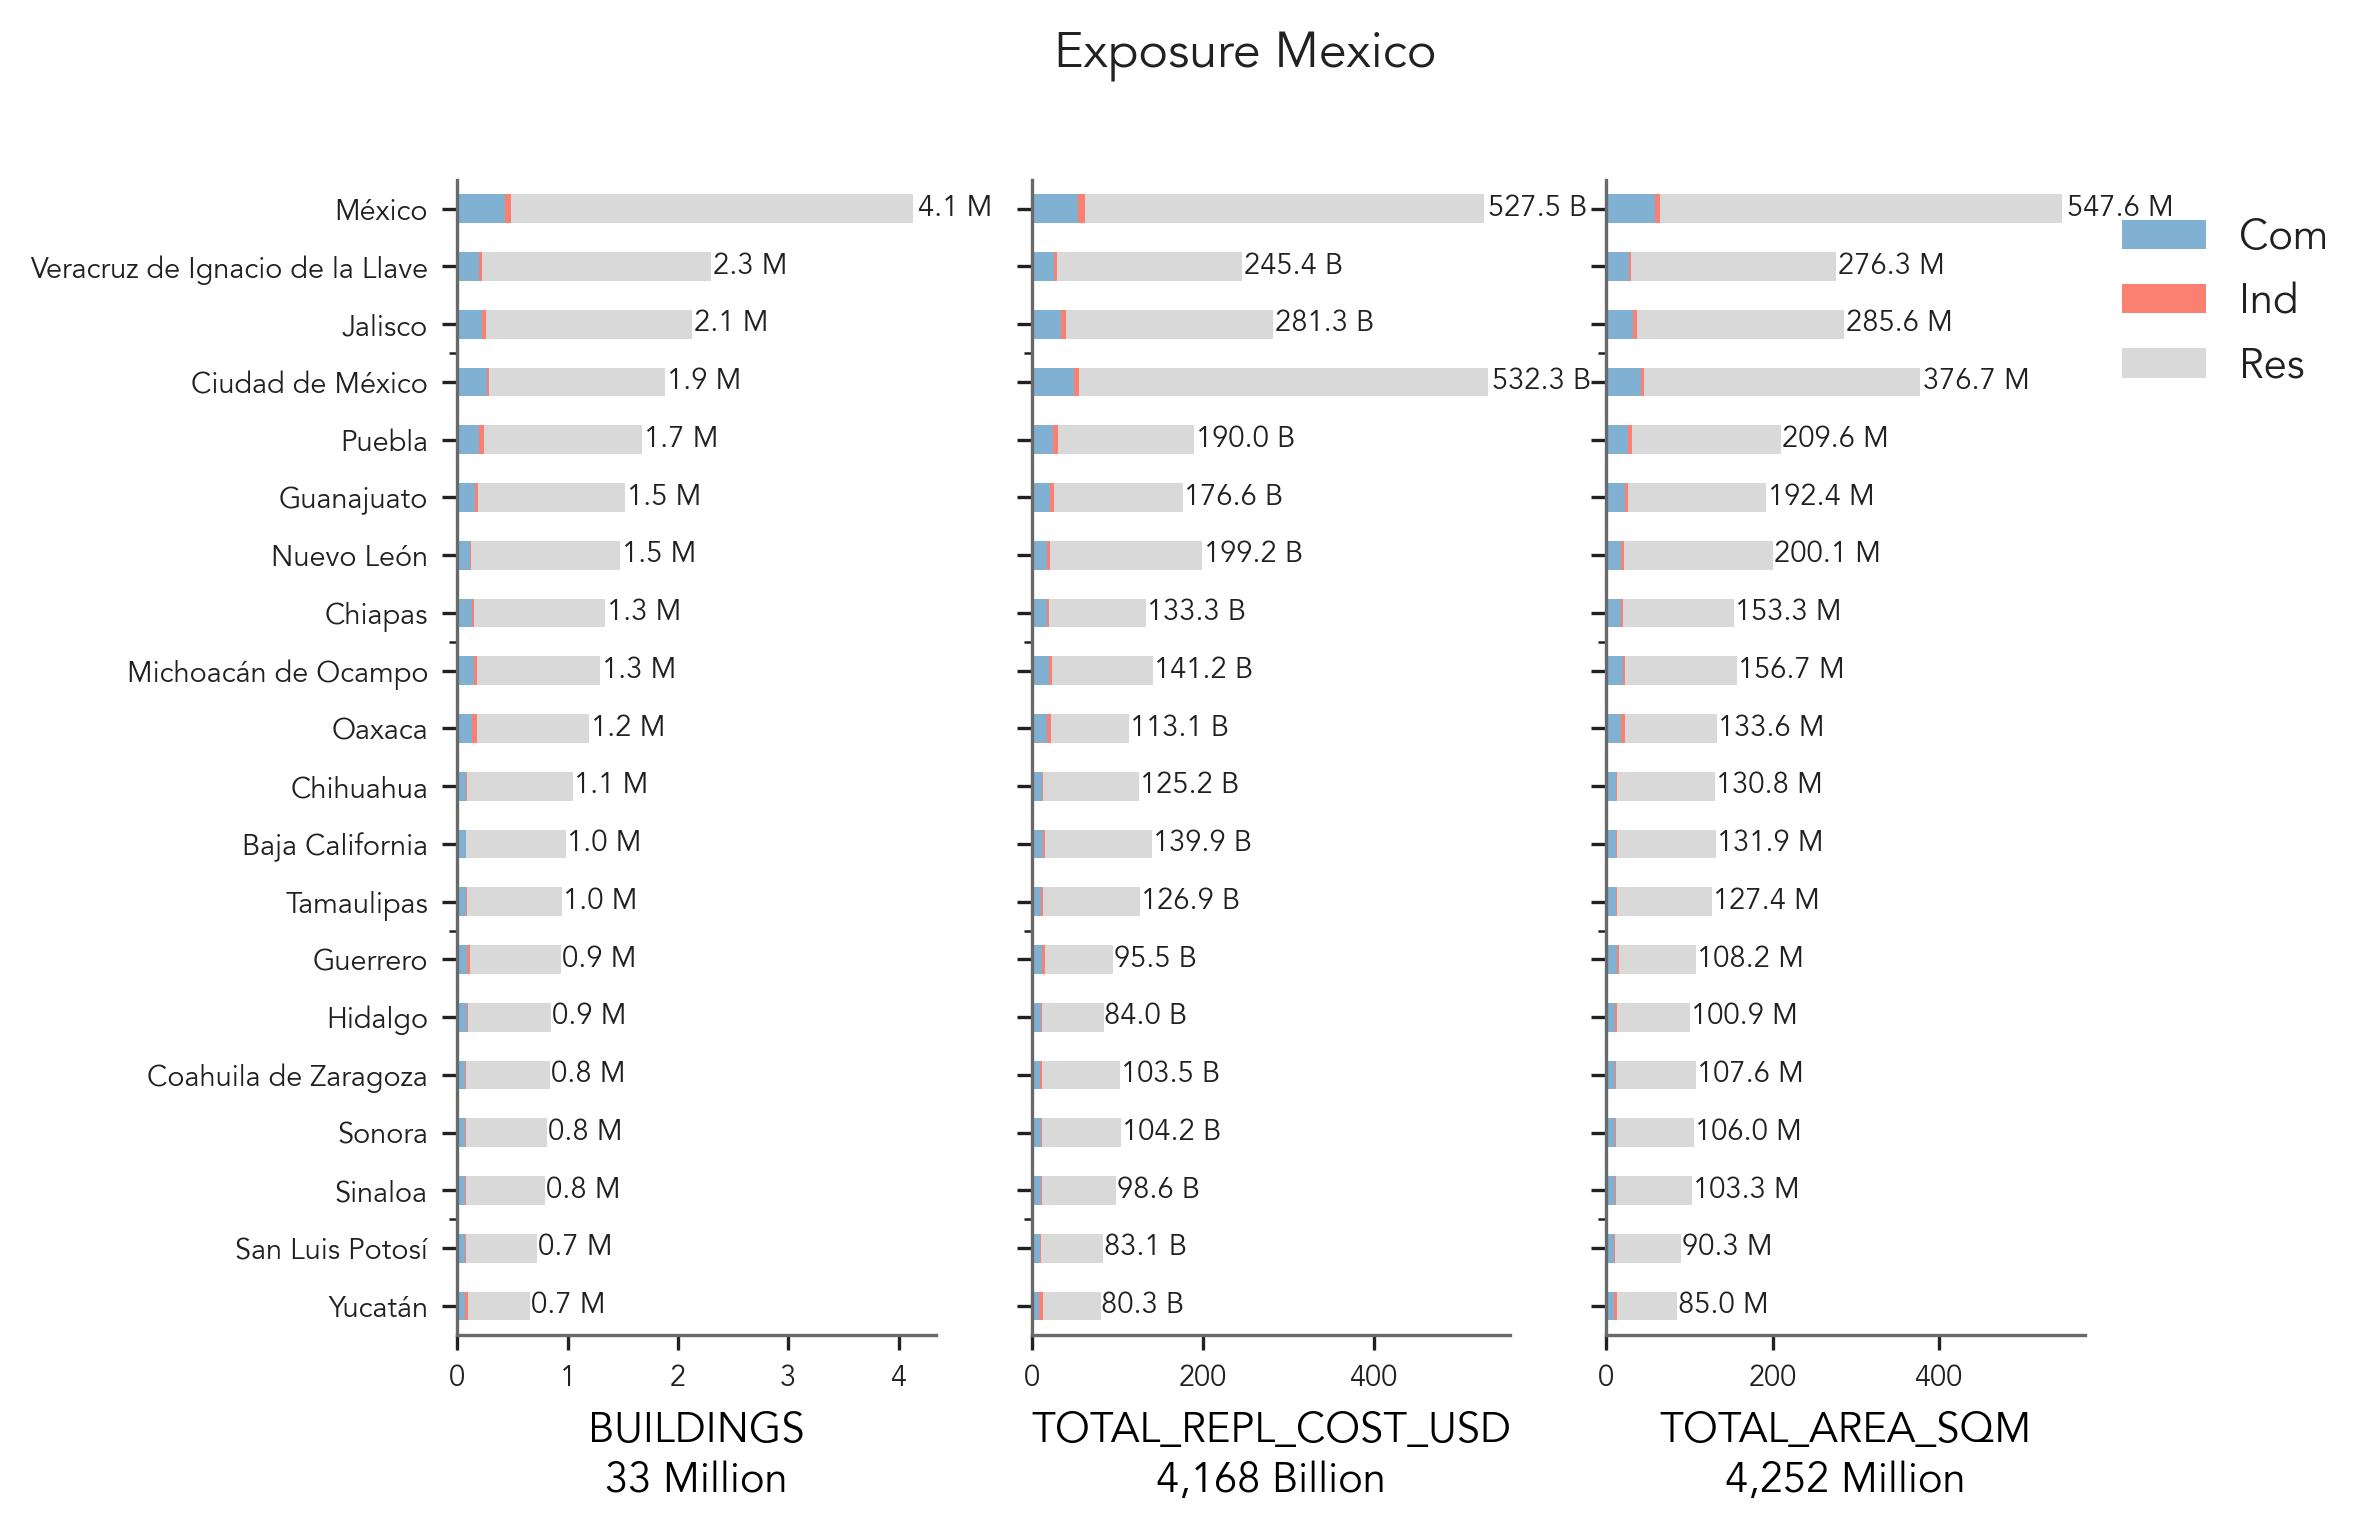 Exposure Mexico
México 4.1 M 527.5 B 547.6 M
Veracruz de Ignacio de la Llave 2.3 M 245.4 B 276.3 M
Jalisco 2.1 M 281.3 B 285.6 M
Ciudad de México 1.9 M 532.3 B 376.7 M
Puebla 1.7 M 190.0 B 209.6 M
Guanajuato 1.5 M 176.6 B 192.4 M
Nuevo León 1.5 M 199.2 B 200.1 M
Chiapas 1.3 M 133.3 B 153.3 M
Michoacán de Ocampo 1.3 M 141.2 B 156.7 M
Oaxaca 1.2 M 113.1 B 133.6 M
Chihuahua 1.1 M 125.2 B 130.8 M
Baja California 1.0 M 139.9 B 131.9 M
Tamaulipas 1.0 M 126.9 B 127.4 M
Guerrero 0.9 M 95.5 B 108.2 M
Hidalgo 0.9 M 84.0 B 100.9 M
Coahuila de Zaragoza 0.8 M 103.5 B 107.6 M
Sonora 0.8 M 104.2 B 106.0 M
Sinaloa 0.8 M 98.6 B 103.3 M
San Luis Potosí 0.7 M 83.1 B 90.3 M
Yucatán 0.7 M 80.3 B 85.0 M
0 1 2 3 4
0 200 400
0 200 400
BUILDINGS
33 Million
TOTAL_REPL_COST_USD
4,168 Billion
TOTAL_AREA_SQM
4,252 Million
Com
Ind
Res